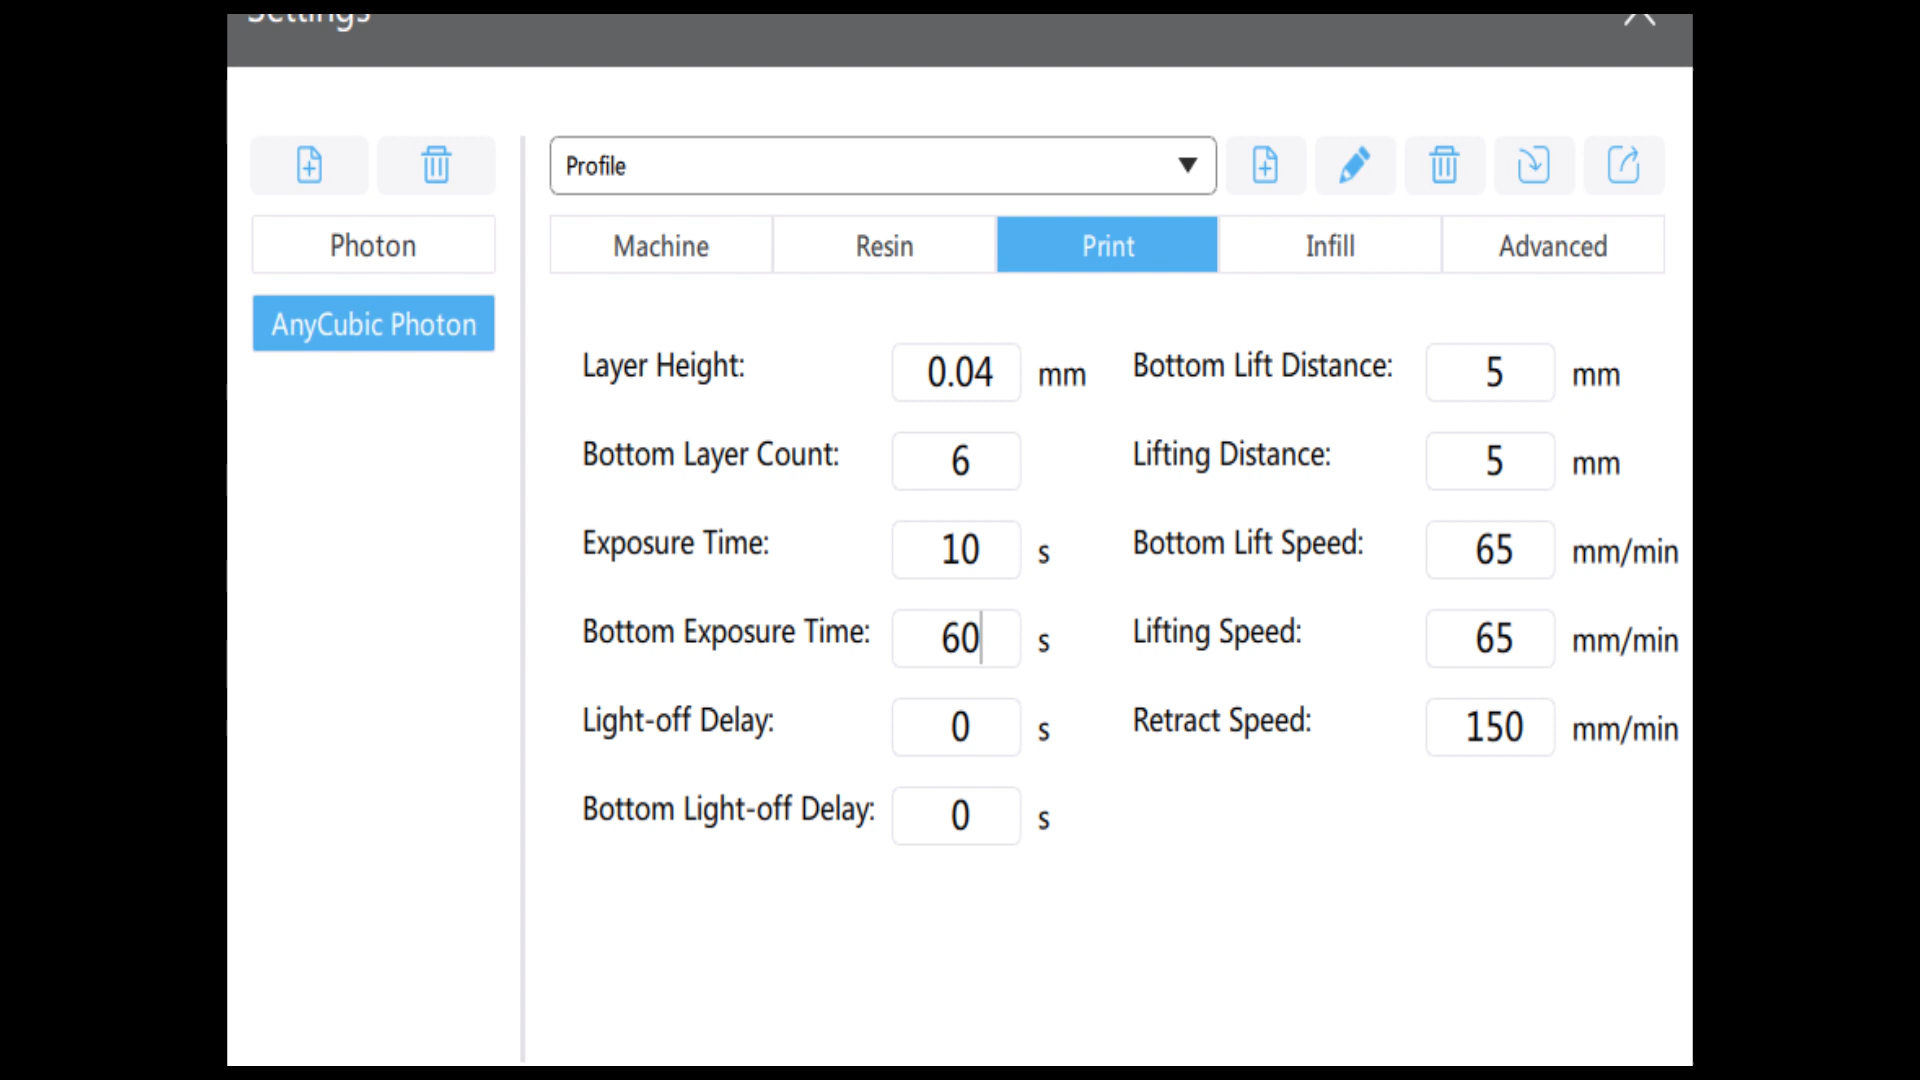 Settings
Profile
Photon
Machine
Resin
Print
Infill
Advanced
AnyCubic Photon
Layer Height: 0.04 mm
Bottom Lift Distance: 5 mm
Bottom Layer Count: 6
Lifting Distance: 5 mm
Exposure Time: 10 s
Bottom Lift Speed: 65 mm/min
Bottom Exposure Time: 60 s
Lifting Speed: 65 mm/min
Light-off Delay: 0 s
Retract Speed: 150 mm/min
Bottom Light-off Delay: 0 s